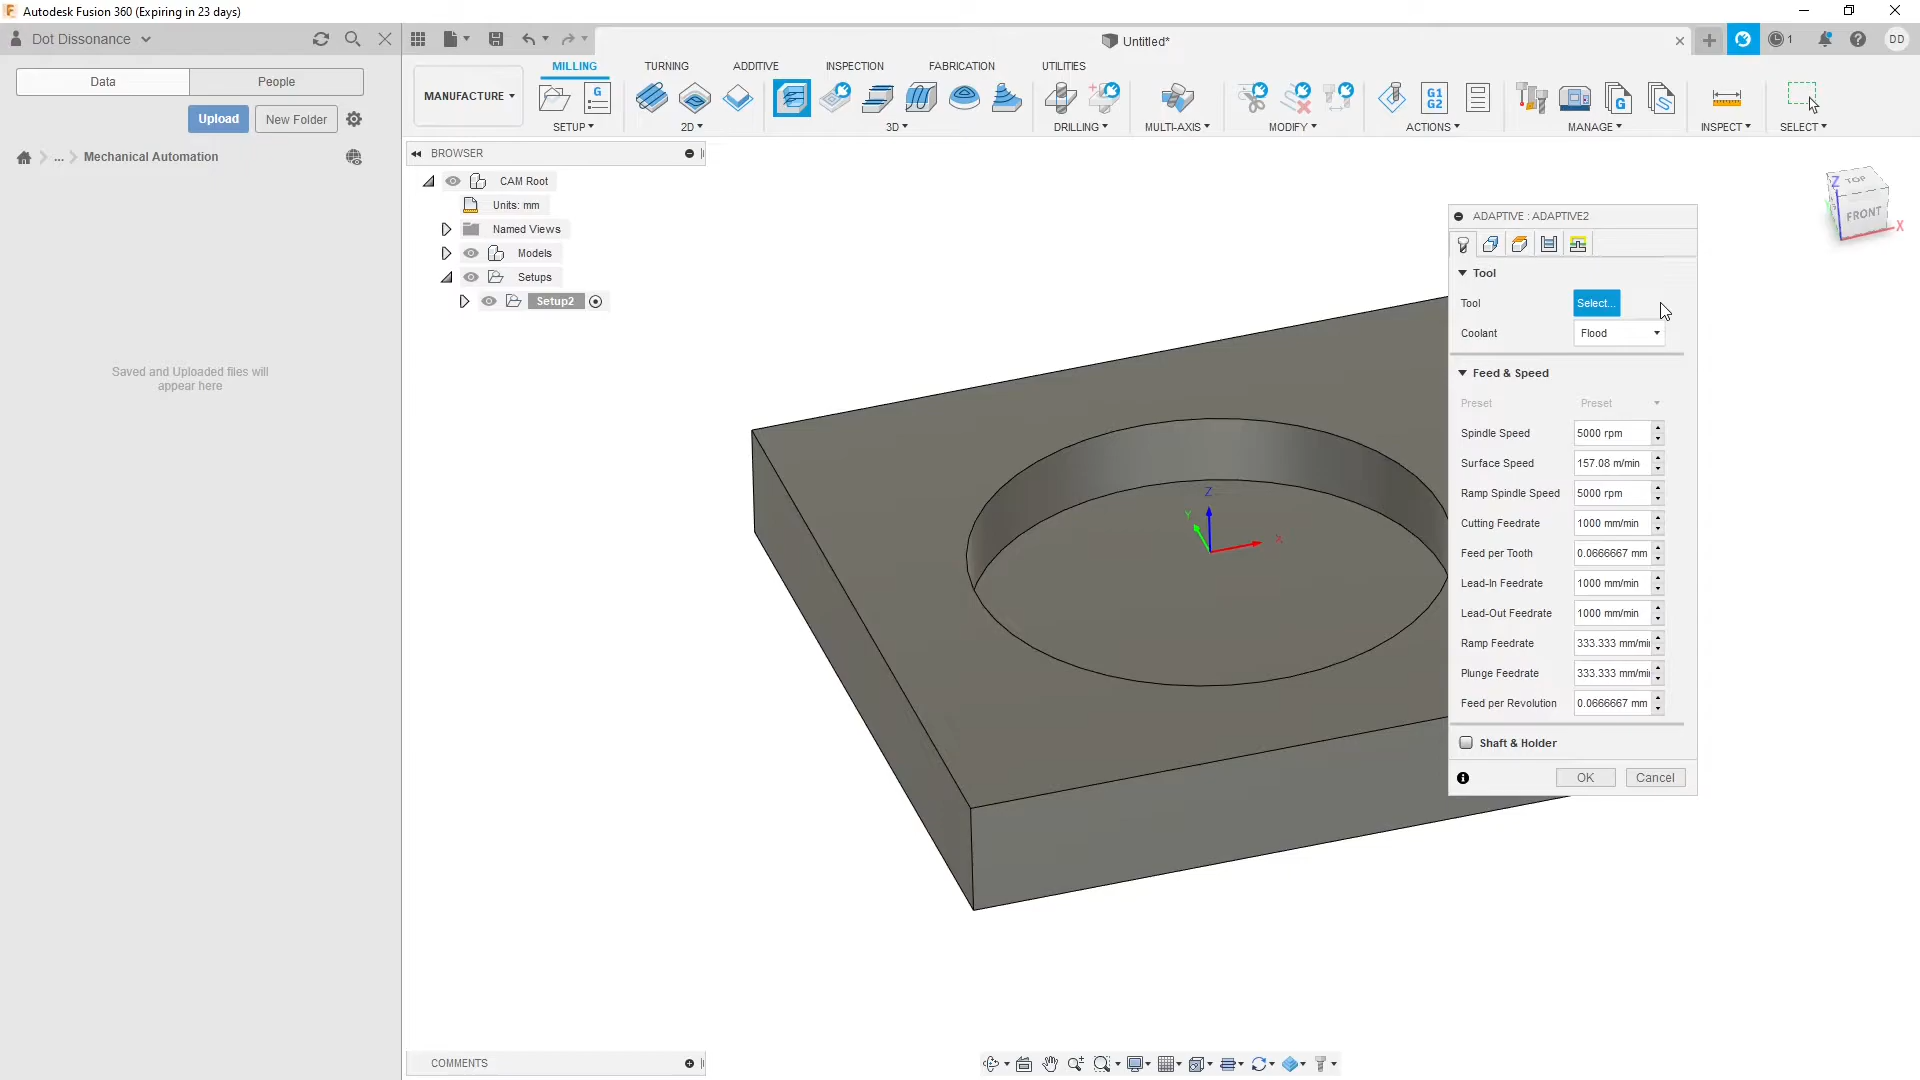 Autodesk Fusion 360 (Expiring in 23 days)
Dot Dissonance
Data
People
Upload
New Folder
... Mechanical Automation
Saved and Uploaded files will
appear here
Untitled*
1
DD
MANUFACTURE
MILLING
TURNING
ADDITIVE
INSPECTION
FABRICATION
UTILITIES
SETUP
2D
3D
DRILLING
MULTI-AXIS
MODIFY
ACTIONS
MANAGE
INSPECT
SELECT
G
G1
G2
G
BROWSER
CAM Root
Units: mm
Named Views
Models
Setups
Setup2
TOP
FRONT
Z
X
Z
Y
X
ADAPTIVE : ADAPTIVE2
Tool
Tool Select...
Coolant Flood
Feed & Speed
Preset Preset
Spindle Speed 5000 rpm
Surface Speed 157.08 m/min
Ramp Spindle Speed 5000 rpm
Cutting Feedrate 1000 mm/min
Feed per Tooth 0.0666667 mm
Lead-In Feedrate 1000 mm/min
Lead-Out Feedrate 1000 mm/min
Ramp Feedrate 333.333 mm/mi
Plunge Feedrate 333.333 mm/mi
Feed per Revolution 0.0666667 mm
Shaft & Holder
OK
Cancel
COMMENTS